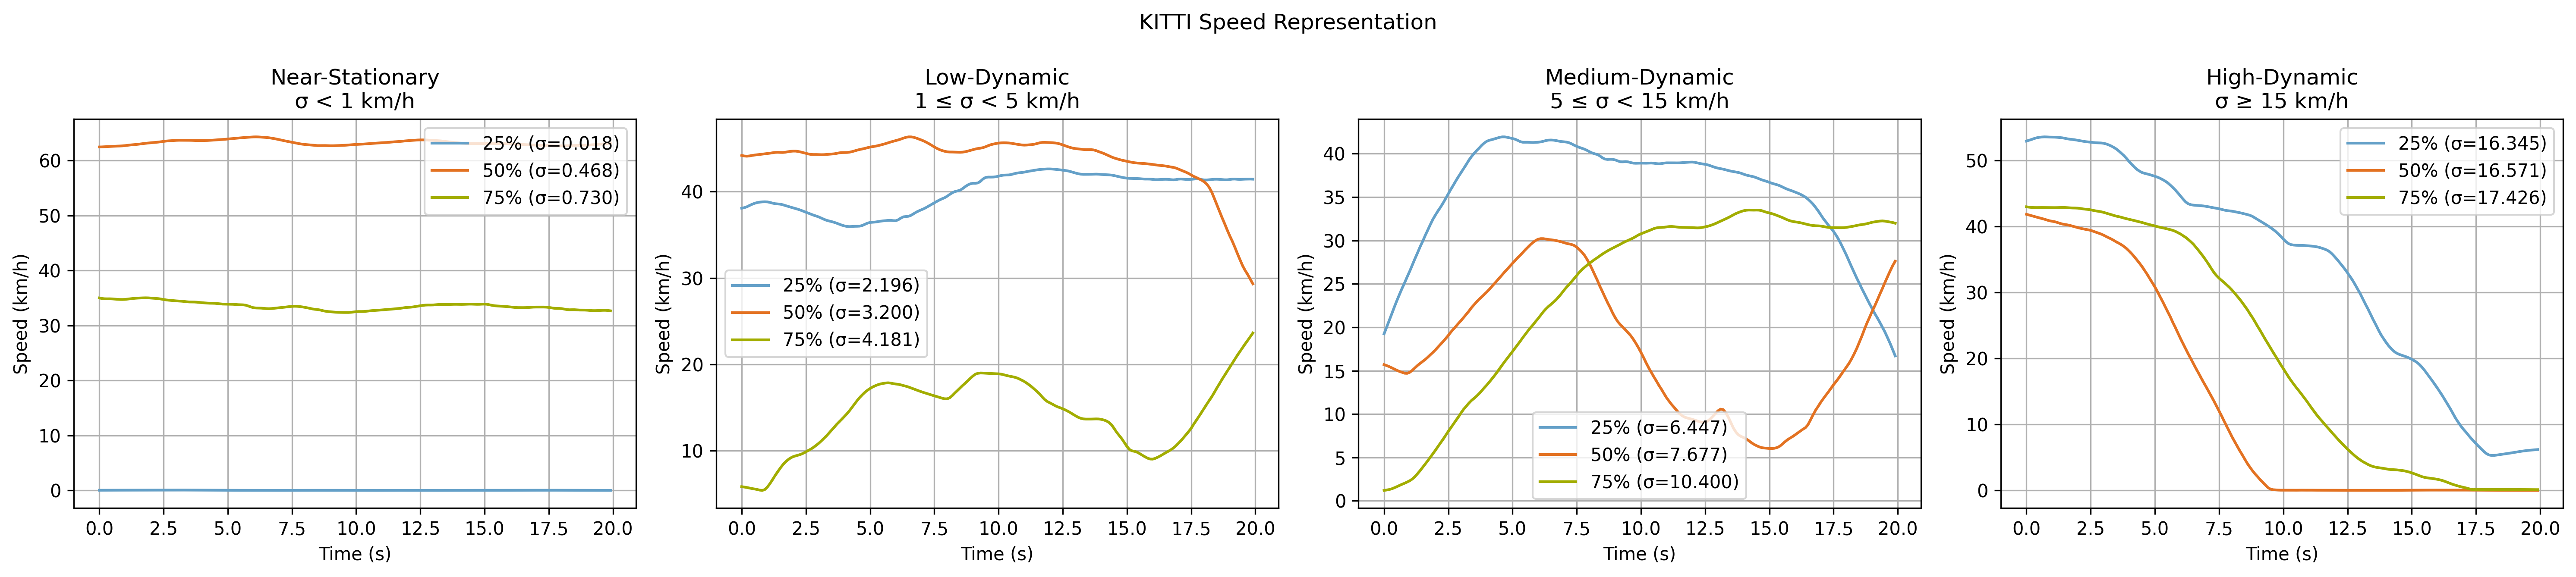 KITTI Speed Representation
Near-Stationary
σ < 1 km/h
60
50
40
30
20
10
0
Speed (km/h)
25% (σ=0.018)
50% (σ=0.468)
75% (σ=0.730)
0.0 2.5 5.0 7.5 10.0 12.5 15.0 17.5 20.0
Time (s)
Low-Dynamic
1 ≤ σ < 5 km/h
40
30
20
10
Speed (km/h)
25% (σ=2.196)
50% (σ=3.200)
75% (σ=4.181)
0.0 2.5 5.0 7.5 10.0 12.5 15.0 17.5 20.0
Time (s)
Medium-Dynamic
5 ≤ σ < 15 km/h
40
35
30
25
20
15
10
5
0
Speed (km/h)
25% (σ=6.447)
50% (σ=7.677)
75% (σ=10.400)
0.0 2.5 5.0 7.5 10.0 12.5 15.0 17.5 20.0
Time (s)
High-Dynamic
σ ≥ 15 km/h
50
40
30
20
10
0
Speed (km/h)
25% (σ=16.345)
50% (σ=16.571)
75% (σ=17.426)
0.0 2.5 5.0 7.5 10.0 12.5 15.0 17.5 20.0
Time (s)